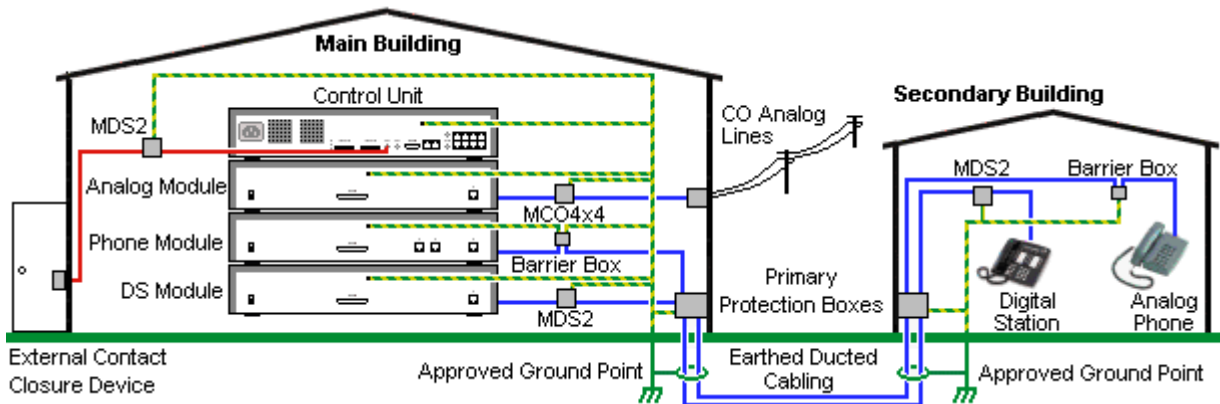 Main Building
Control Unit
MDS2
Analog Module
MCO4x4
Phone Module
Barrier Box
DS Module
MDS2
External Contact
Closure Device
Approved Ground Point
CO Analog
Lines
Primary
Protection Boxes
Earthed Ducted
Cabling
Secondary Building
MDS2
Barrier Box
Digital
Station
Analog
Phone
Approved Ground Point